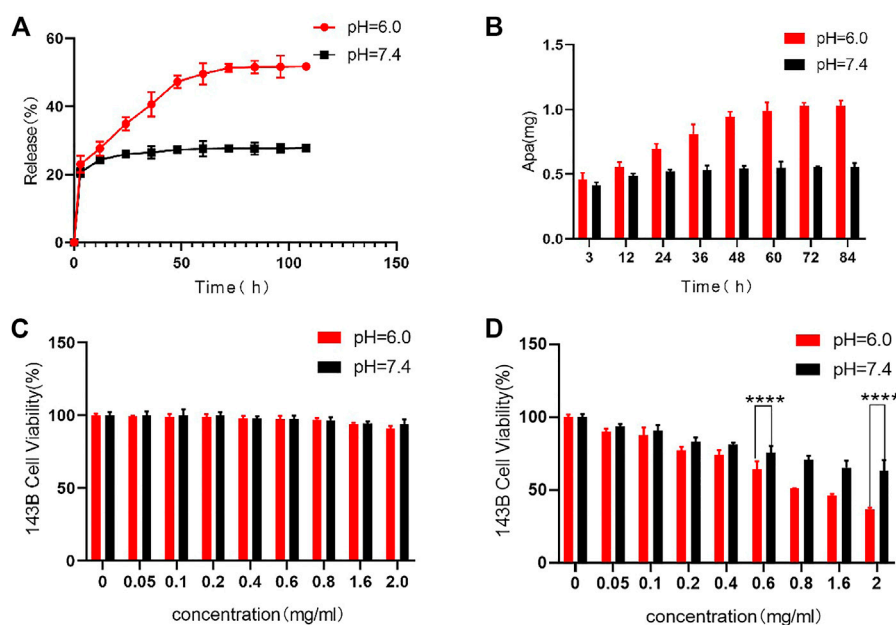 A
pH=6.0
pH=7.4
60
40
20
0
Release(%)
0
50
100
150
Time( h)
B
pH=6.0
pH=7.4
1.5
1.0
0.5
0.0
Apa(mg)
3 12 24 36 48 60 72 84
Time( h)
C
pH=6.0
pH=7.4
150
100
50
0
143B Cell Viability(%)
0 0.05 0.1 0.2 0.4 0.6 0.8 1.6 2.0
concentration(mg/ml)
D
pH=6.0
pH=7.4
150
100
50
0
143B Cell Viability(%)
****
****
0 0.05 0.1 0.2 0.4 0.6 0.8 1.6 2
concentration(mg/ml)